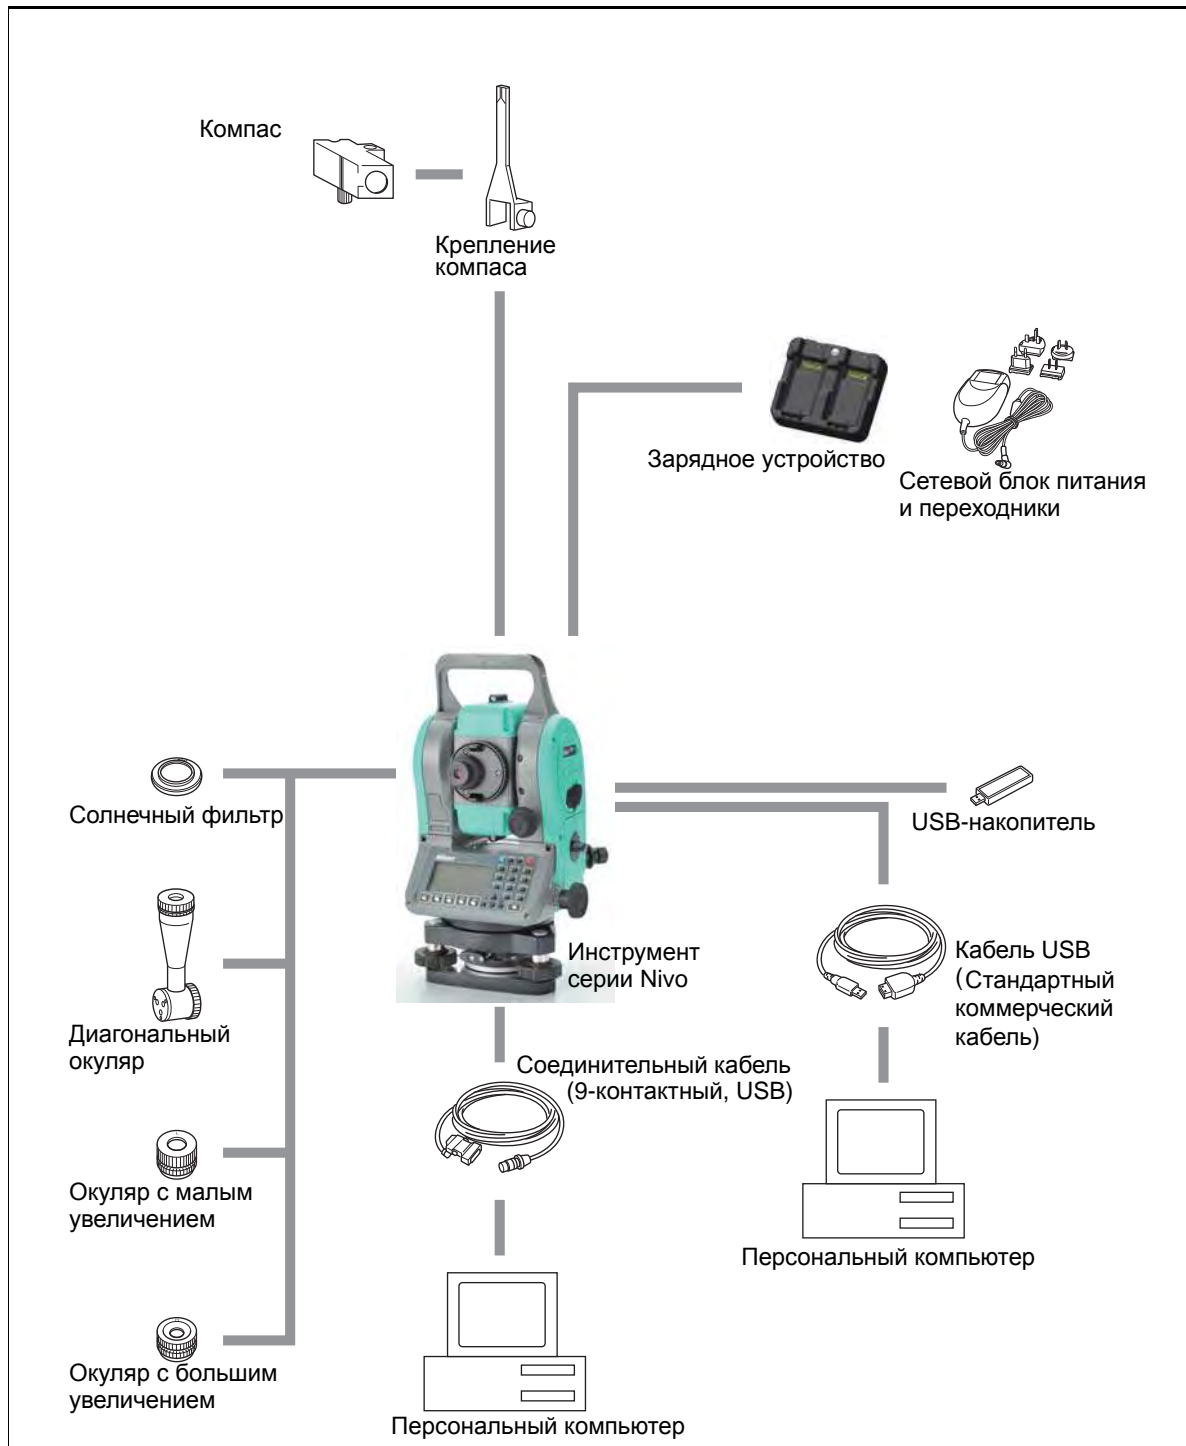 Компас
Крепление
компаса
Зарядное устройство
Сетевой блок питания
и переходники
Солнечный фильтр
USB-накопитель
Инструмент
серии Nivo
Кабель USB
(Стандартный
коммерческий
кабель)
Диагональный
окуляр
Соединительный кабель
(9-контактный, USB)
Окуляр с малым
увеличением
Персональный компьютер
Окуляр с большим
увеличением
Персональный компьютер